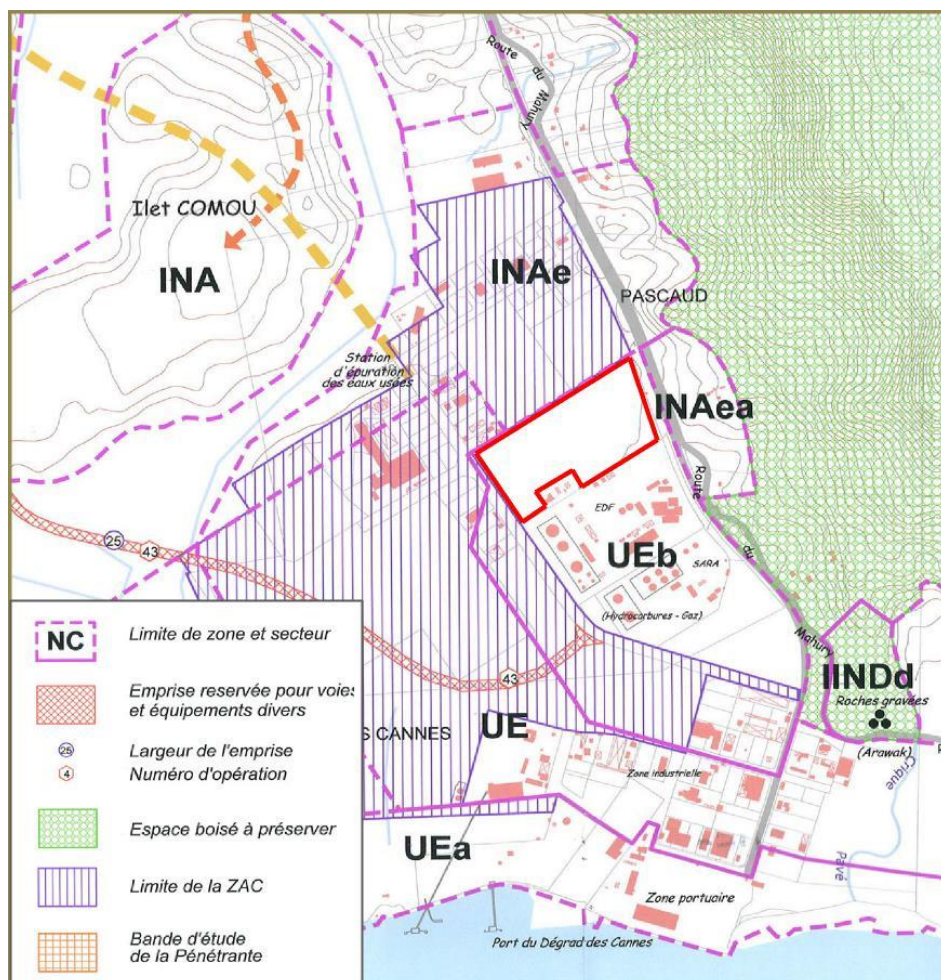 Route
du
Mahury
Ilet COMOU
INA
INAe
PASCAUD
Station
d'épuration
des eaux usées
INAea
Route
du
Mahury
EDF
UEb
SARA
(Hydrocarbures - Gaz)
25
43
43
IINDd
Roches gravées
(Arawak)
UE
S CANNES
Zone industrielle
UEa
Crique
Pavé
Zone portuaire
Port du Dégrad des Cannes
NC
Limite de zone et secteur
Emprise reservée pour voies
et équipements divers
25
Largeur de l'emprise
4
Numéro d'opération
Espace boisé à préserver
Limite de la ZAC
Bande d'étude
de la Pénétrante